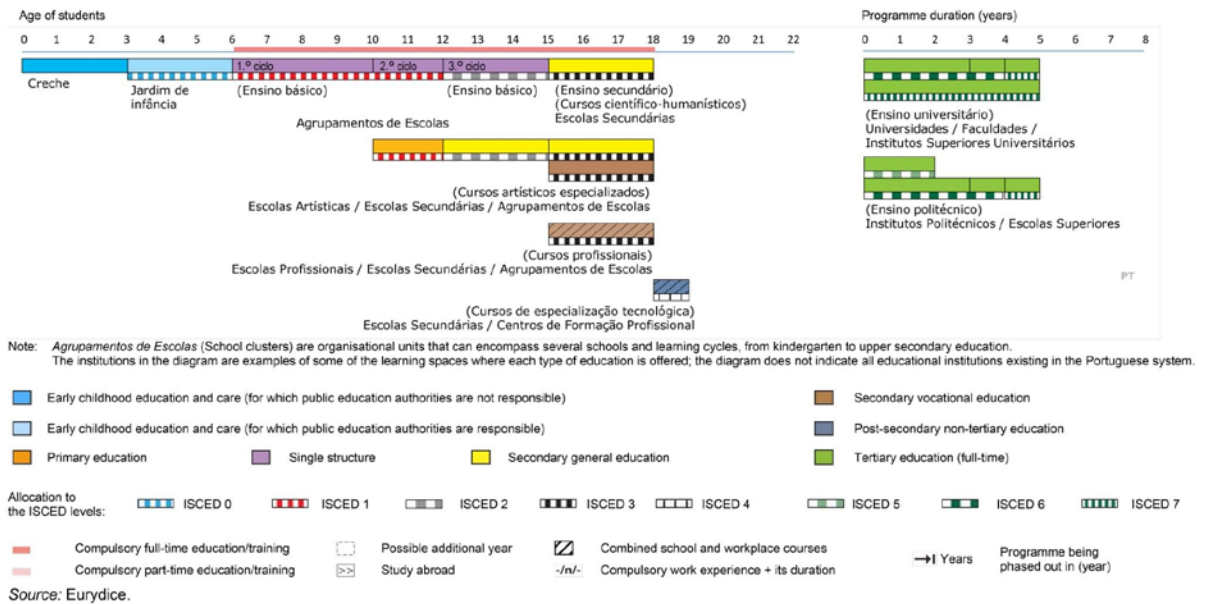 Age of students
Programme duration (years)
0 1 2 3 4 5 6 7 8 9 10 11 12 13 14 15 16 17 18 19 20 21 22
0 1 2 3 4 5 6 7 8
1.º ciclo
2.º ciclo
3.º ciclo
Creche
Jardim de
infância
(Ensino básico)
(Ensino básico)
(Ensino secundário)
(Cursos científico-humanísticos)
Escolas Secundárias
Agrupamentos de Escolas
(Ensino universitário)
Universidades / Faculdades /
Institutos Superiores Universitários
(Cursos artísticos especializados)
Escolas Artísticas / Escolas Secundárias / Agrupamentos de Escolas
(Ensino politécnico)
Institutos Politécnicos / Escolas Superiores
(Cursos profissionais)
Escolas Profissionais / Escolas Secundárias / Agrupamentos de Escolas
PT
(Cursos de especialização tecnológica)
Escolas Secundárias / Centros de Formação Profissional
Note: Agrupamentos de Escolas (School clusters) are organisational units that can encompass several schools and learning cycles, from kindergarten to upper secondary education.
The institutions in the diagram are examples of some of the learning spaces where each type of education is offered; the diagram does not indicate all educational institutions existing in the Portuguese system.
Early childhood education and care (for which public education authorities are not responsible)
Secondary vocational education
Early childhood education and care (for which public education authorities are responsible)
Post-secondary non-tertiary education
Primary education
Single structure
Secondary general education
Tertiary education (full-time)
Allocation to
the ISCED levels:
ISCED 0
ISCED 1
ISCED 2
ISCED 3
ISCED 4
ISCED 5
ISCED 6
ISCED 7
Compulsory full-time education/training
Possible additional year
Combined school and workplace courses
Years
Programme being
phased out in (year)
Compulsory part-time education/training
>> Study abroad
-/n/- Compulsory work experience + its duration
Source: Eurydice.